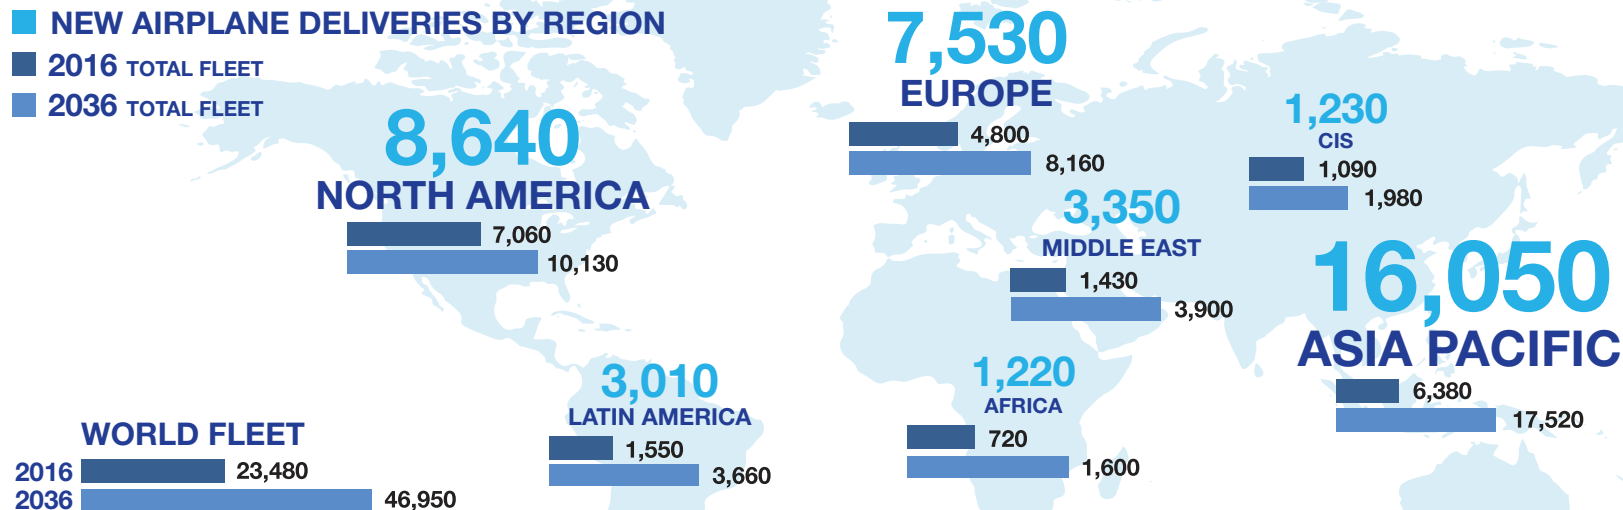 NEW AIRPLANE DELIVERIES BY REGION
2016 TOTAL FLEET
2036 TOTAL FLEET
8,640
NORTH AMERICA
7,060
10,130
7,530
EUROPE
4,800
8,160
1,230
CIS
1,090
1,980
3,350
MIDDLE EAST
1,430
3,900
16,050
ASIA PACIFIC
6,380
17,520
3,010
LATIN AMERICA
1,550
3,660
1,220
AFRICA
720
1,600
WORLD FLEET
2016 23,480
2036 46,950